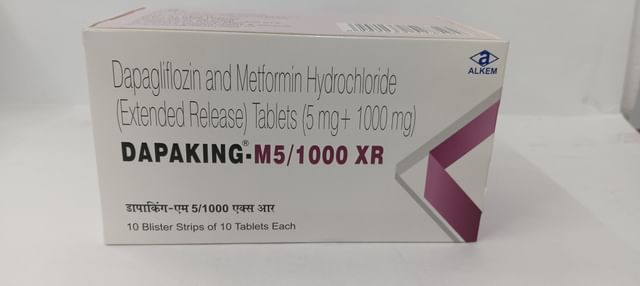 ALKEM
Dapagliflozin and Metformin Hydrochloride
(Extended Release) Tablets (5 mg+ 1000 mg)
DAPAKING®-M5/1000 XR
डापाकिंग-एम 5/1000 एक्स आर
10 Blister Strips of 10 Tablets Each